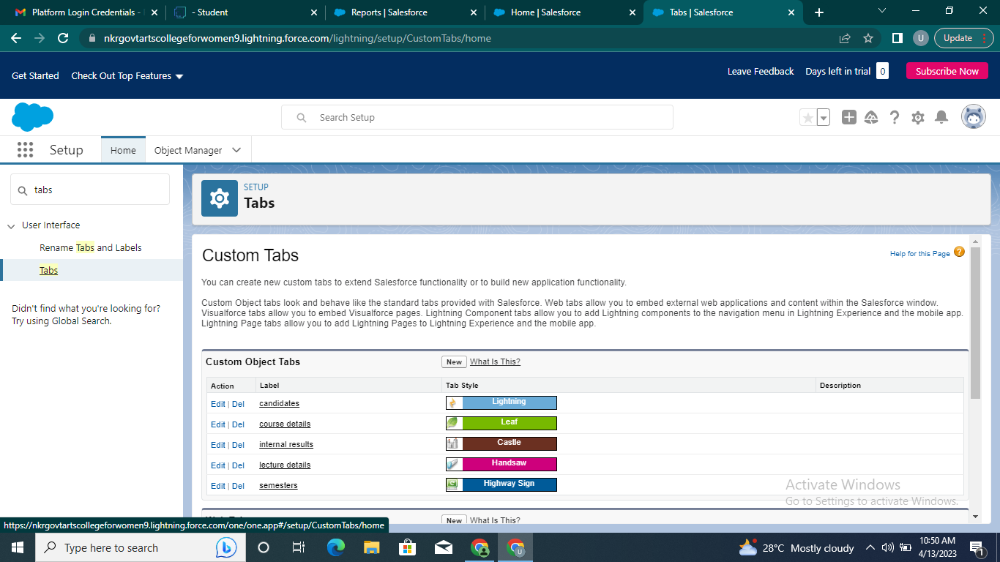 Platform Login Credentials -
- Student
Reports | Salesforce
Home | Salesforce
Tabs | Salesforce
nkrgovtartscollegeforwomen9.lightning.force.com/lightning/setup/CustomTabs/home
U
Update
Get Started
Check Out Top Features
Leave Feedback
Days left in trial 0
Subscribe Now
Search Setup
Setup
Home
Object Manager
tabs
User Interface
Rename Tabs and Labels
Tabs
Didn't find what you're looking for?
Try using Global Search.
SETUP
Tabs
Custom Tabs
Help for this Page ?
You can create new custom tabs to extend Salesforce functionality or to build new application functionality.
Custom Object tabs look and behave like the standard tabs provided with Salesforce. Web tabs allow you to embed external web applications and content within the Salesforce window.
Visualforce tabs allow you to embed Visualforce pages. Lightning Component tabs allow you to add Lightning components to the navigation menu in Lightning Experience and the mobile app.
Lightning Page tabs allow you to add Lightning Pages to Lightning Experience and the mobile app.
Custom Object Tabs New What Is This?
Action Label Tab Style Description
Edit | Del candidates Lightning
Edit | Del course details Leaf
Edit | Del internal results Castle
Edit | Del lecture details Handsaw
Edit | Del semesters Highway Sign
New What Is This?
Activate Windows
Go to Settings to activate Windows.
https://nkrgovtartscollegeforwomen9.lightning.force.com/one/one.app#/setup/CustomTabs/home
Type here to search
28°C Mostly cloudy
10:50 AM
4/13/2023
1